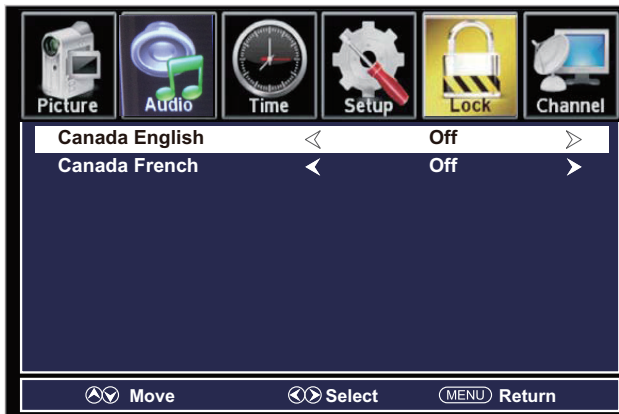 Picture Audio Time Setup Lock Channel
Canada English Off
Canada French Off
Move Select MENU Return